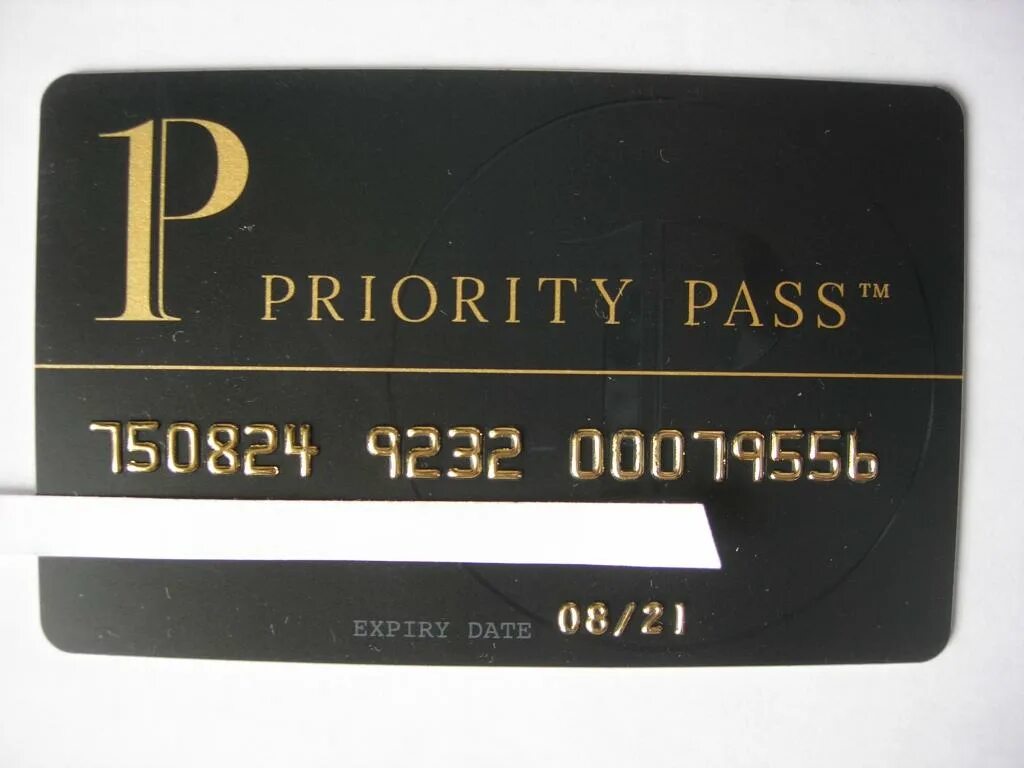 P
PRIORITY PASS™
750824 9232 00079556
EXPIRY DATE 08/21